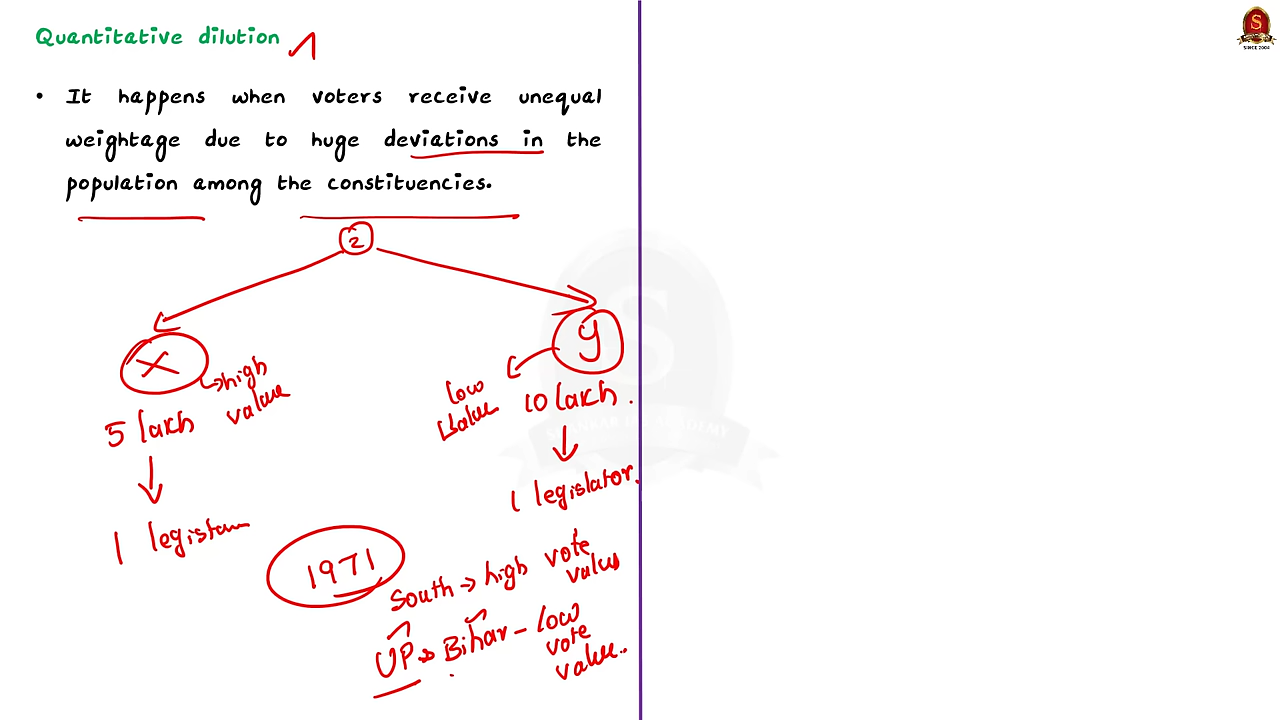 Quantitative dilution
• It happens when voters receive unequal
weightage due to huge deviations in the
population among the constituencies.
2
X
high
value
5 lakh
1
y
low
value
10 lakh.
1 legislator.
1971
South → high vote
value
UP → Bihar - low
vote
value..
S
SINCE 2004